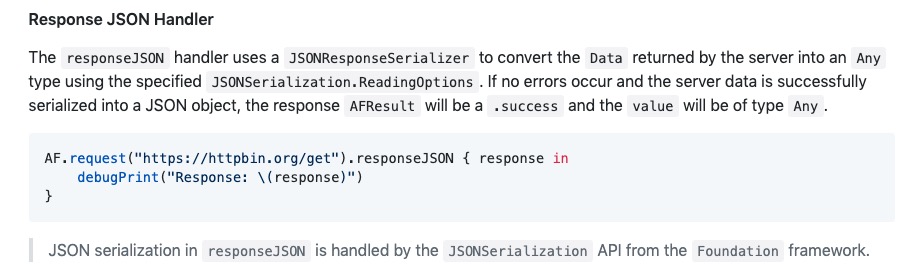 Response JSON Handler
The responseJSON handler uses a JSONResponseSerializer to convert the Data returned by the server into an Any
type using the specified JSONSerialization.ReadingOptions . If no errors occur and the server data is successfully
serialized into a JSON object, the response AFResult will be a .success and the value will be of type Any .
AF.request("https://httpbin.org/get").responseJSON { response in
    debugPrint("Response: \(response)")
}
JSON serialization in responseJSON is handled by the JSONSerialization API from the Foundation framework.